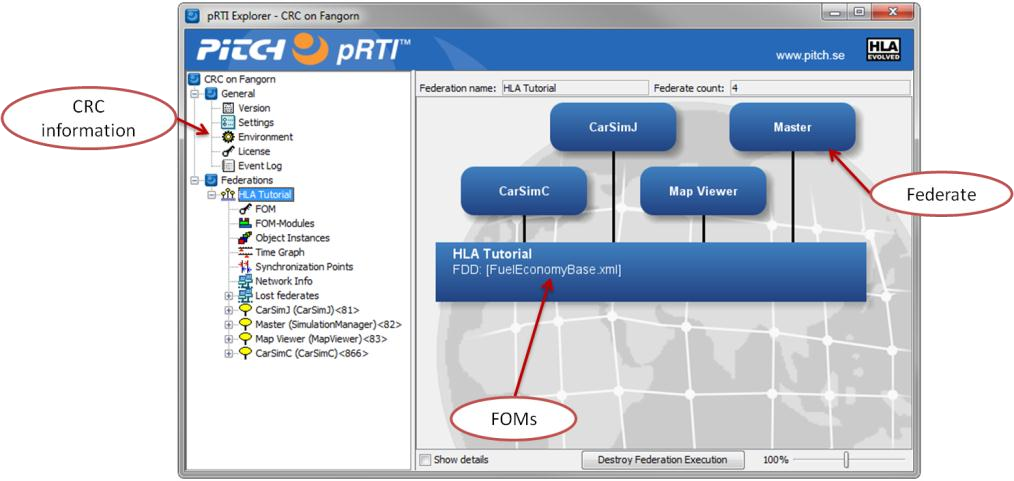 pRTI Explorer - CRC on Fangorn
PITCH pRTI™
www.pitch.se
HLA
EVOLVED
CRC on Fangorn
General
Version
Settings
Environment
License
Event Log
Federations
HLA Tutorial
FOM
FOM-Modules
Object Instances
Time Graph
Synchronization Points
Network Info
Lost federates
CarSimJ (CarSimJ)<81>
Master (SimulationManager)<82>
Map Viewer (MapViewer)<83>
CarSimC (CarSimC)<866>
Federation name: HLA Tutorial Federate count: 4
CarSimJ
Master
CarSimC
Map Viewer
HLA Tutorial
FDD: [FuelEconomyBase.xml]
Show details
Destroy Federation Execution
100%
CRC
information
Federate
FOMs